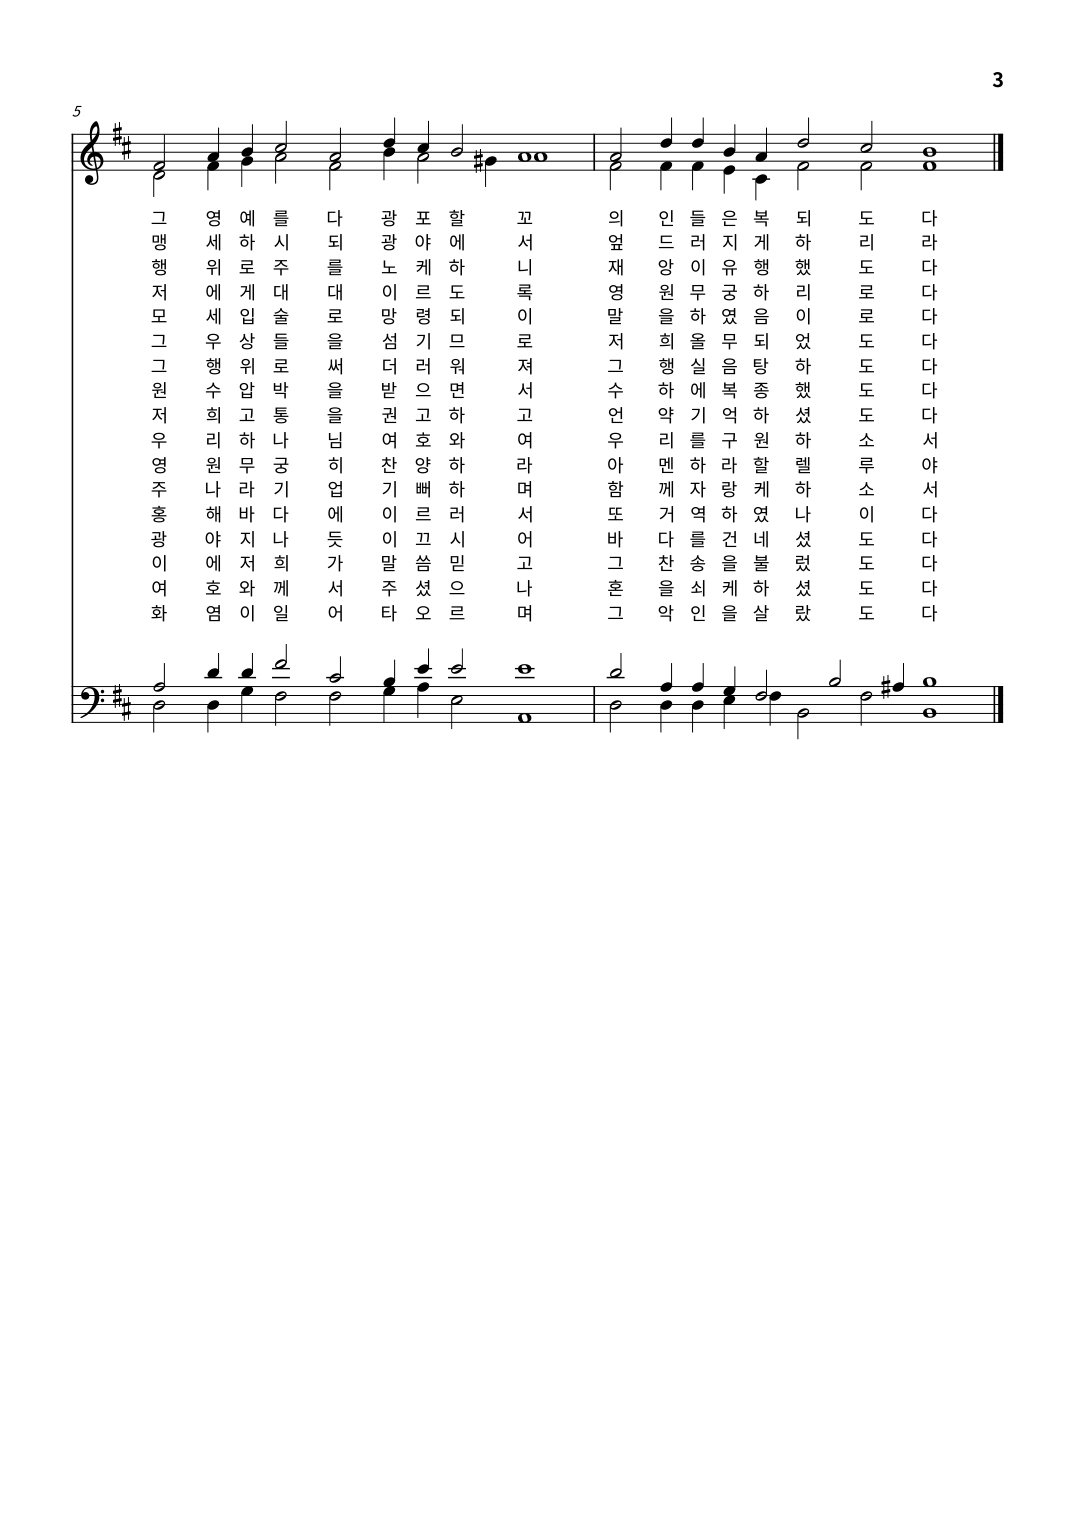 3
5
그 영 예 를 다 광 포 할 꼬 의 인 들 은 복 되 도 다
맹 세 하 시 되 광 야 에 서 엎 드 러 지 게 하 리 라
행 위 로 주 를 노 케 하 니 재 앙 이 유 행 했 도 다
저 에 게 대 대 이 르 도 록 영 원 무 궁 하 리 로 다
모 세 입 술 로 망 령 되 이 말 을 하 였 음 이 로 다
그 우 상 들 을 섬 기 므 로 저 희 올 무 되 었 도 다
그 행 위 로 써 더 러 워 져 그 행 실 음 탕 하 도 다
원 수 압 박 을 받 으 면 서 수 하 에 복 종 했 도 다
저 희 고 통 을 권 고 하 고 언 약 기 억 하 셨 도 다
우 리 하 나 님 여 호 와 여 우 리 를 구 원 하 소 서
영 원 무 궁 히 찬 양 하 라 아 멘 하 라 할 렐 루 야
주 나 라 기 업 기 뻐 하 며 함 께 자 랑 케 하 소 서
홍 해 바 다 에 이 르 러 서 또 거 역 하 였 나 이 다
광 야 지 나 듯 이 끄 시 어 바 다 를 건 네 셨 도 다
이 에 저 희 가 말 씀 믿 고 그 찬 송 을 불 렀 도 다
여 호 와 께 서 주 셨 으 나 혼 을 쇠 케 하 셨 도 다
화 염 이 일 어 타 오 르 며 그 악 인 을 살 랐 도 다